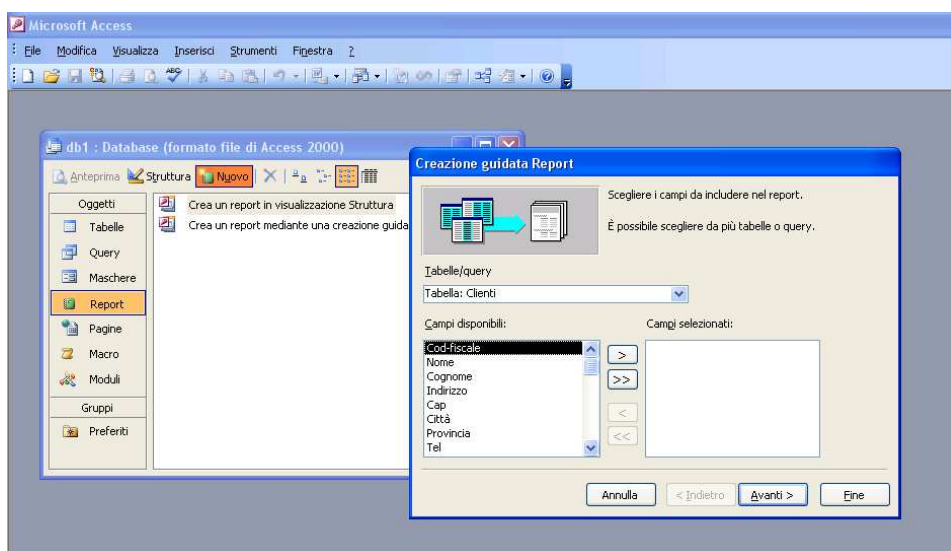 Microsoft Access
File Modifica Visualizza Inserisci Strumenti Finestra ?
db1 : Database (formato file di Access 2000)
Anteprima Struttura Nuovo
Oggetti
Tabelle
Query
Maschere
Report
Pagine
Macro
Moduli
Gruppi
Preferiti
Crea un report in visualizzazione Struttura
Crea un report mediante una creazione guida
Creazione guidata Report
Scegliere i campi da includere nel report.
È possibile scegliere da più tabelle o query.
Tabelle/query
Tabella: Clienti
Campi disponibili:
Campi selezionati:
Cod-fiscale
Nome
Cognome
Indirizzo
Cap
Città
Provincia
Tel
>
>>
<
<<
Annulla < Indietro Avanti > Fine